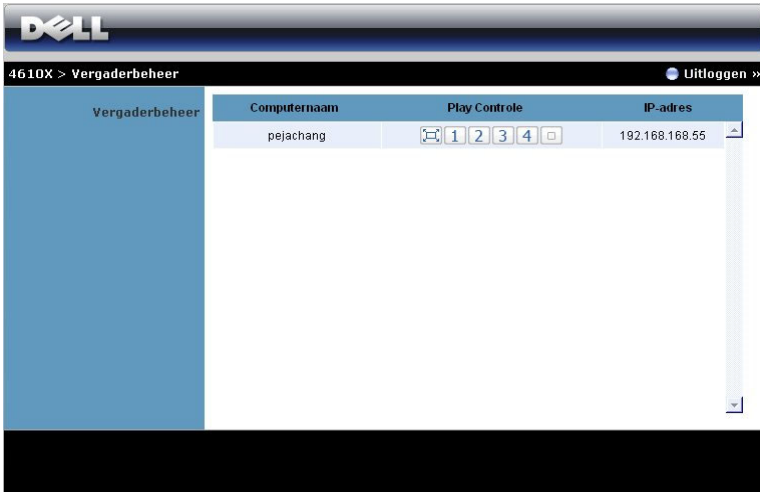 DELL
4610X > Vergaderbeheer Uitloggen »
Vergaderbeheer
Computernaam Play Controle IP-adres
pejachang 1 2 3 4 192.168.168.55